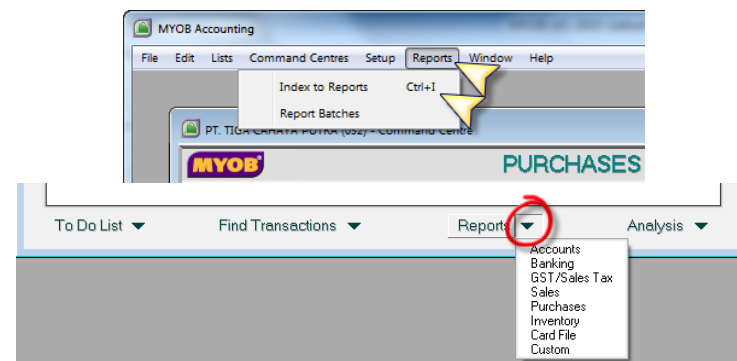 MYOB Accounting
File Edit Lists Command Centres Setup Reports Window Help
Index to Reports Ctrl+I
Report Batches
PT. TIGA CAHAYA PUTRA (032) - Command Centre
MYOB PURCHASES
To Do List Find Transactions Reports Analysis
Accounts
Banking
GST/Sales Tax
Sales
Purchases
Inventory
Card File
Custom